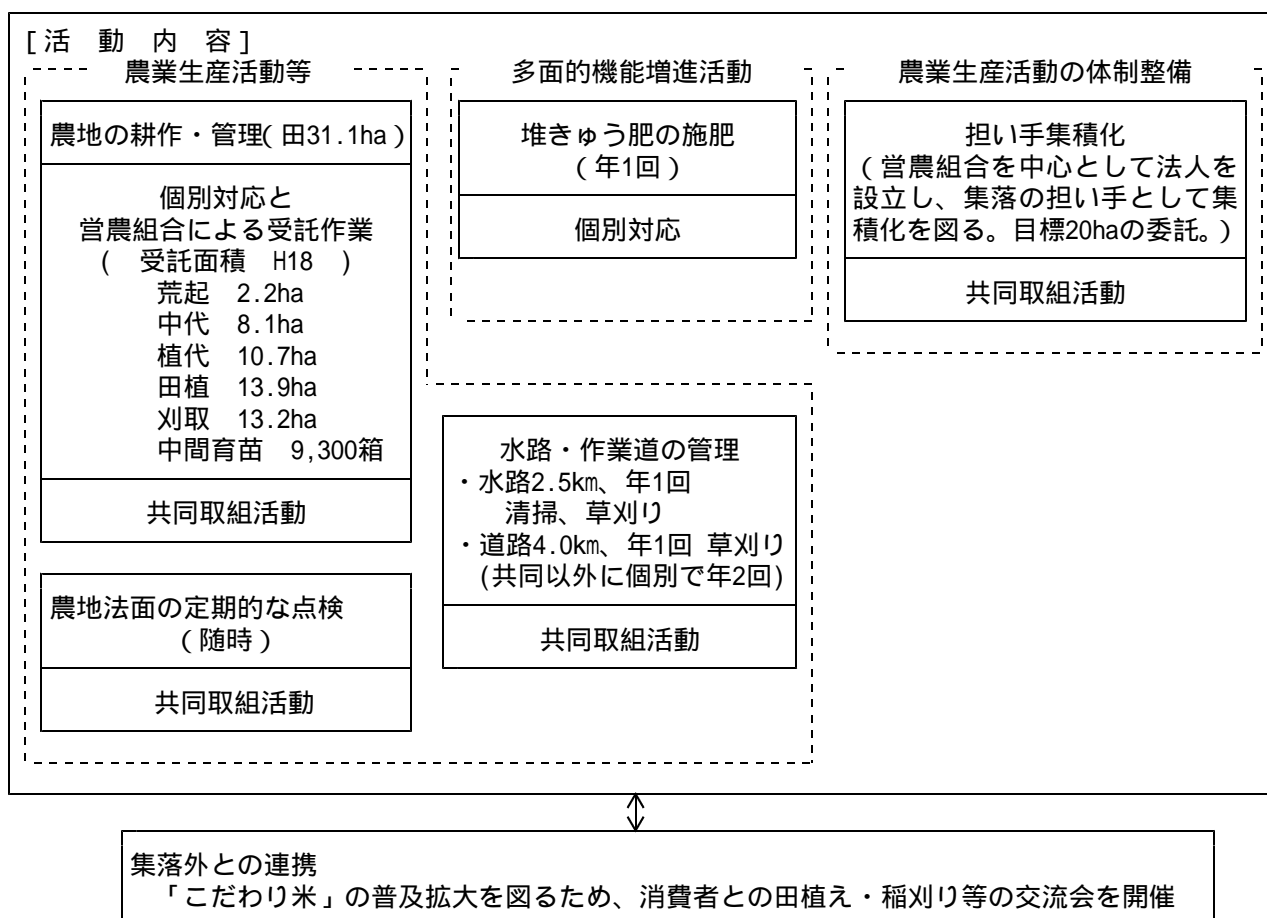 [活 動 内 容]
農業生産活動等
農地の耕作・管理(田31.1ha)
個別対応と
営農組合による受託作業
( 受託面積 H18 )
荒起 2.2ha
中代 8.1ha
植代 10.7ha
田植 13.9ha
刈取 13.2ha
中間育苗 9,300箱
共同取組活動
農地法面の定期的な点検
(随時)
共同取組活動
水路・作業道の管理
・水路2.5㎞、年1回
清掃、草刈り
・道路4.0㎞、年1回 草刈り
(共同以外に個別で年2回)
共同取組活動
多面的機能増進活動
堆きゅう肥の施肥
(年1回)
個別対応
農業生産活動の体制整備
担い手集積化
(営農組合を中心として法人を
設立し、集落の担い手として集
積化を図る。目標20haの委託。)
共同取組活動
集落外との連携
「こだわり米」の普及拡大を図るため、消費者との田植え・稲刈り等の交流会を開催